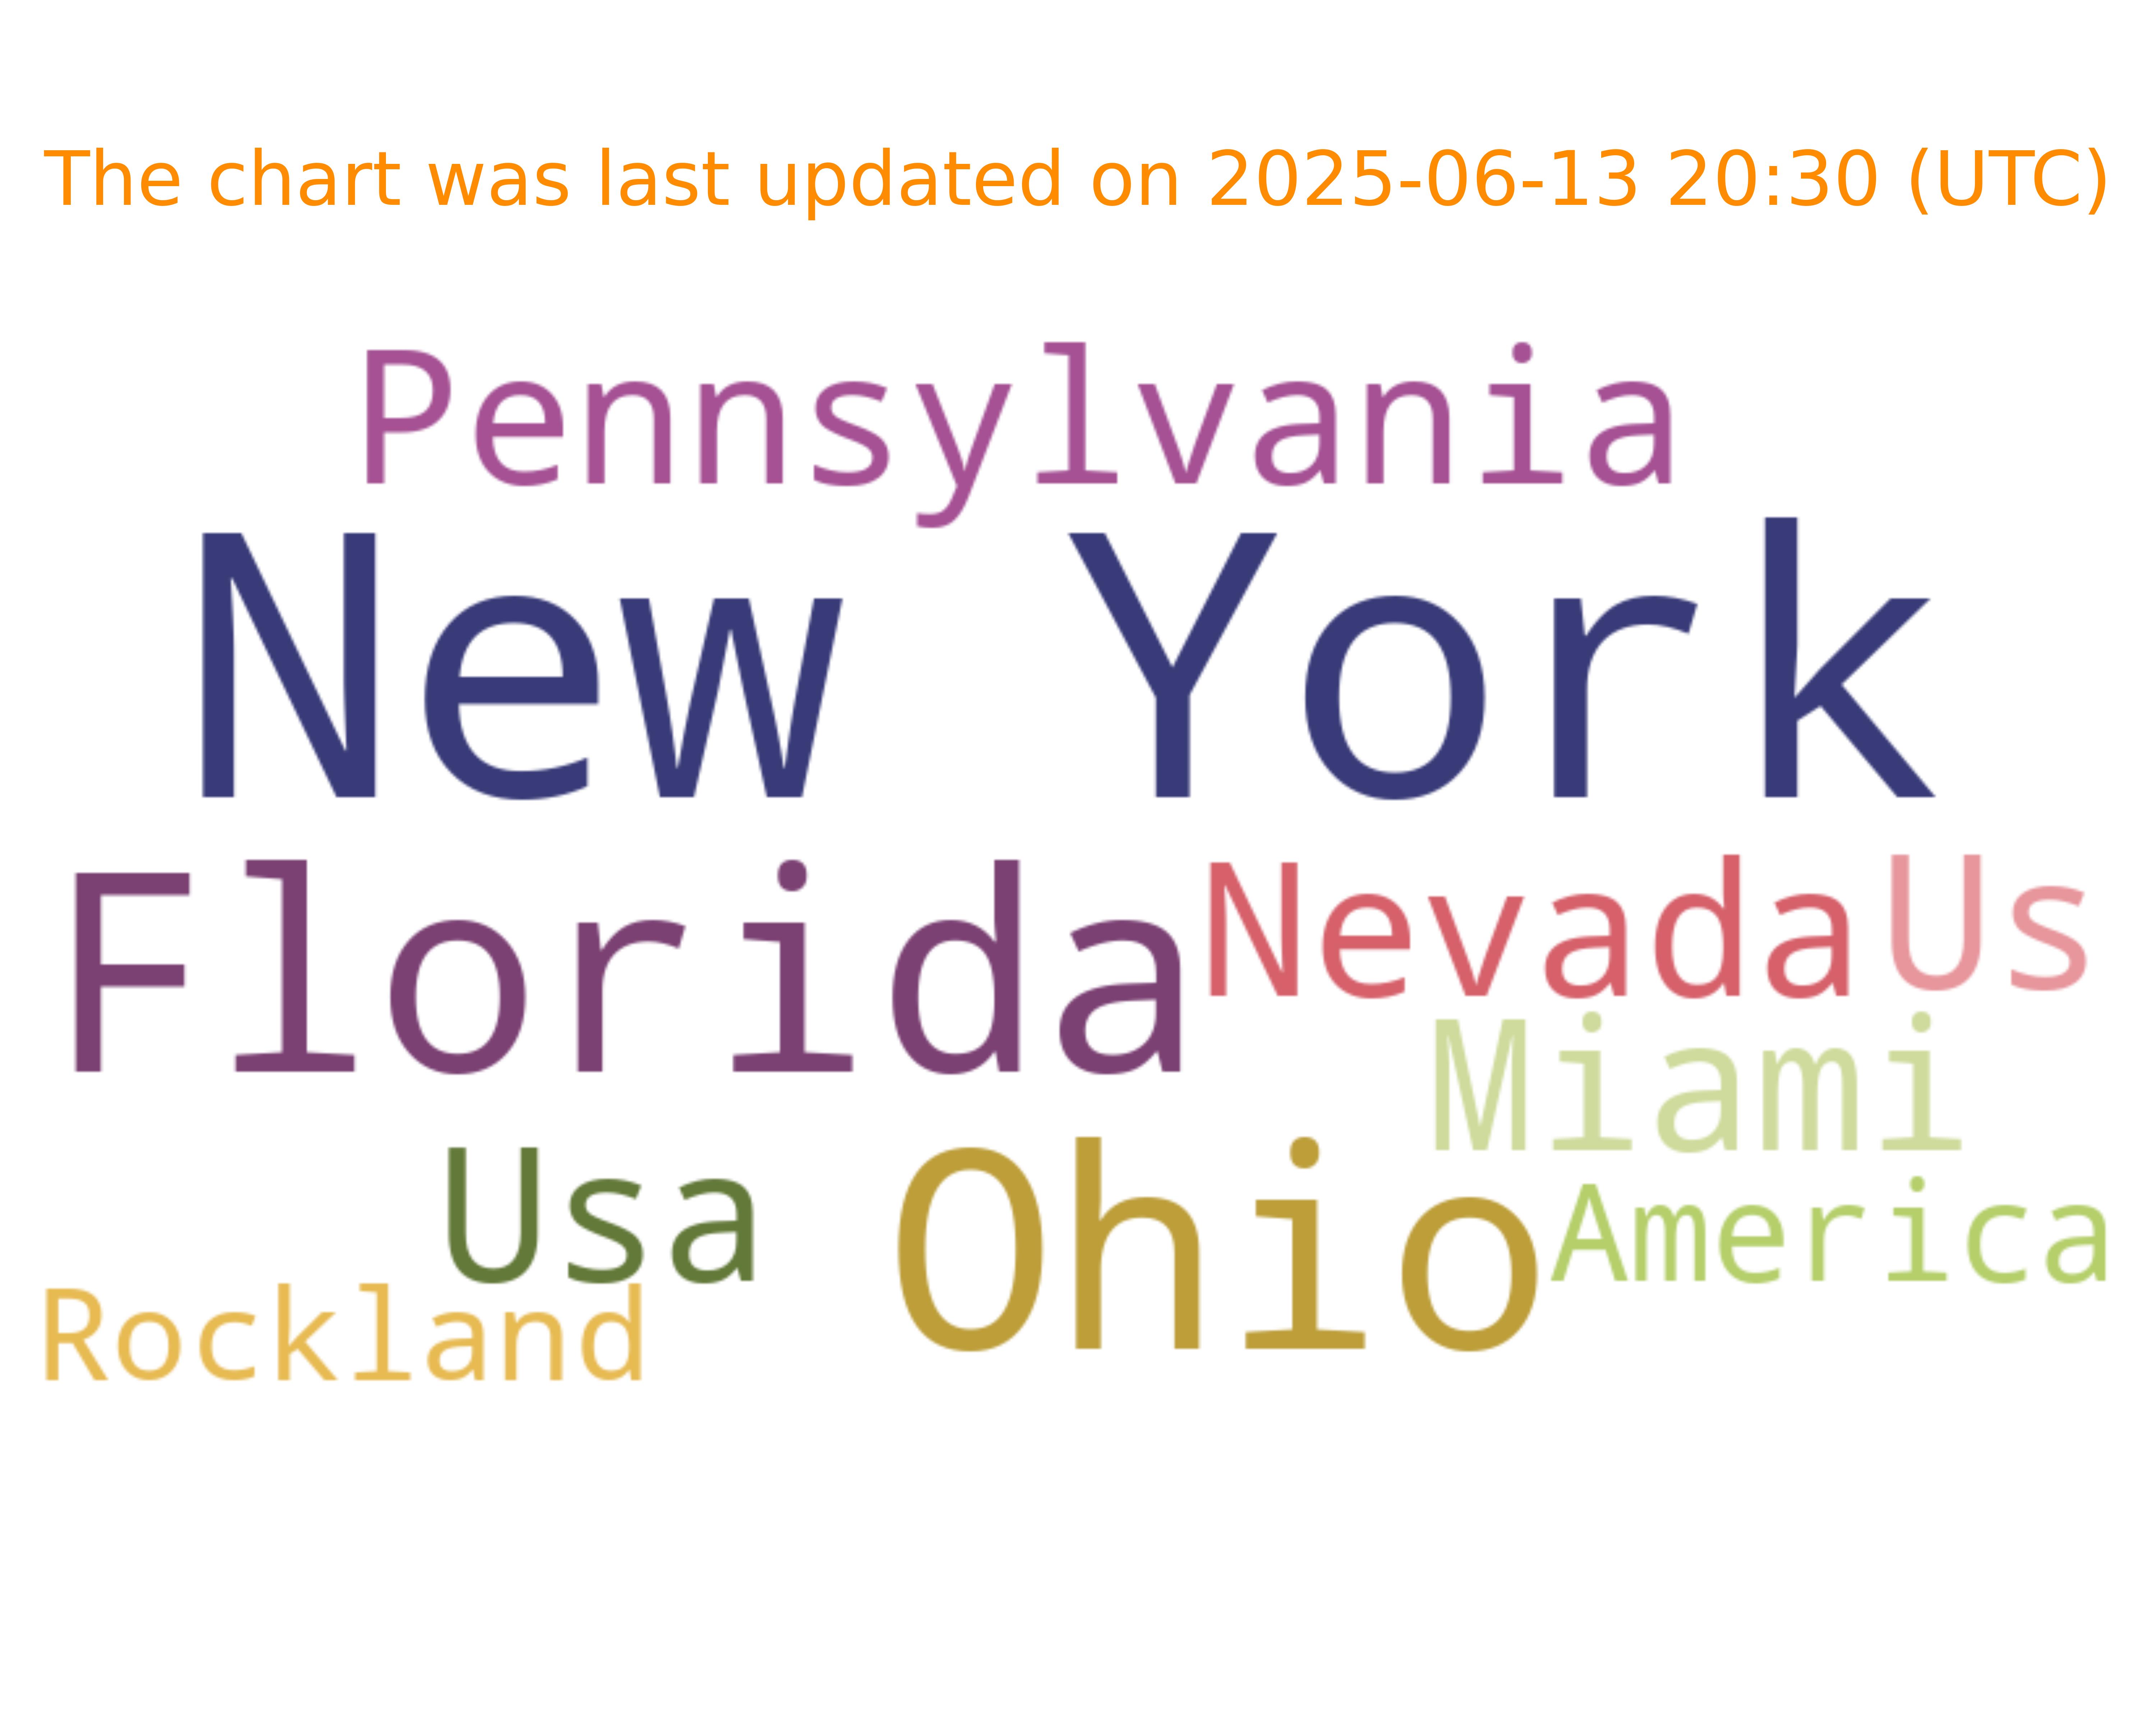 The chart was last updated on 2025-06-13 20:30 (UTC)
Pennsylvania
New York
Florida
Nevada
Us
Miami
Usa
Ohio
America
Rockland